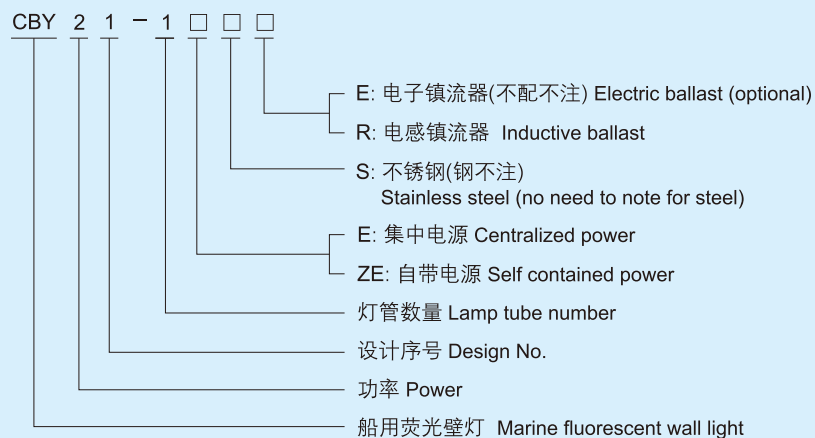 CBY 2 1 - 1 □ □ □
E: 电子镇流器(不配不注) Electric ballast (optional)
R: 电感镇流器 Inductive ballast
S: 不锈钢(钢不注)
Stainless steel (no need to note for steel)
E: 集中电源 Centralized power
ZE: 自带电源 Self contained power
灯管数量 Lamp tube number
设计序号 Design No.
功率 Power
船用荧光壁灯 Marine fluorescent wall light